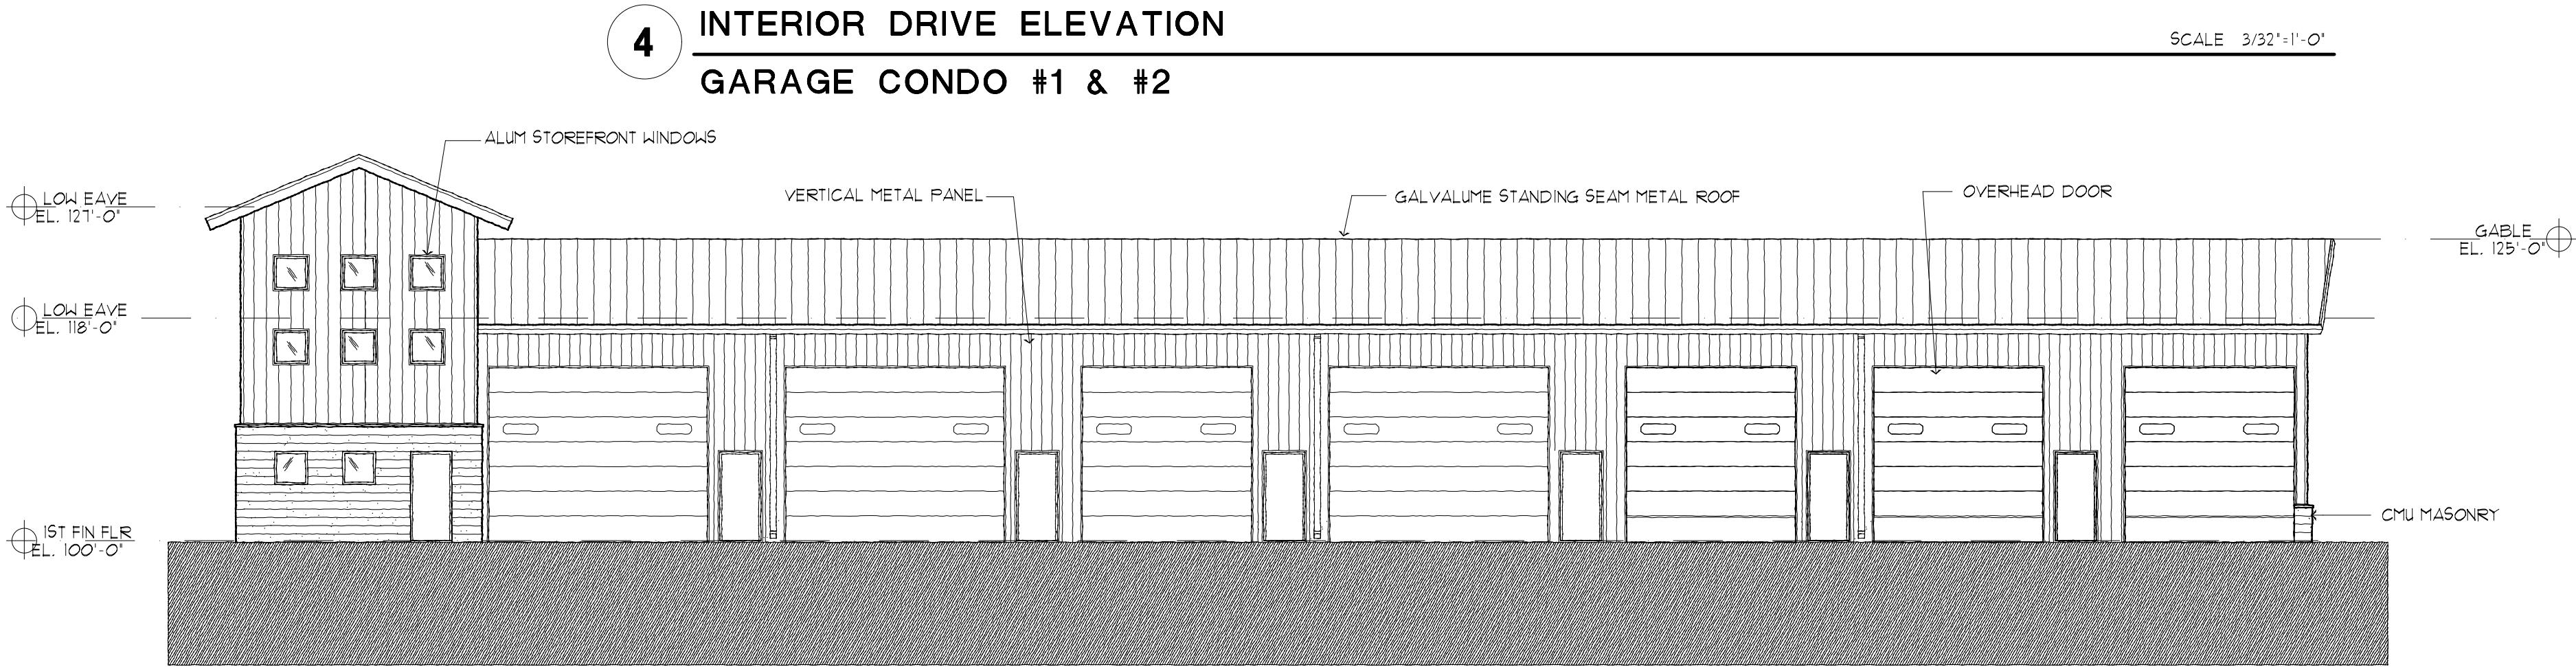 4
INTERIOR DRIVE ELEVATION
SCALE 3/32"=1'-0"
GARAGE CONDO #1 & #2
ALUM STOREFRONT WINDOWS
LOW EAVE
EL. 127'-0"
VERTICAL METAL PANEL
GALVALUME STANDING SEAM METAL ROOF
OVERHEAD DOOR
GABLE
EL. 125'-0"
LOW EAVE
EL. 118'-0"
CMU MASONRY
1ST FIN FLR
EL. 100'-0"